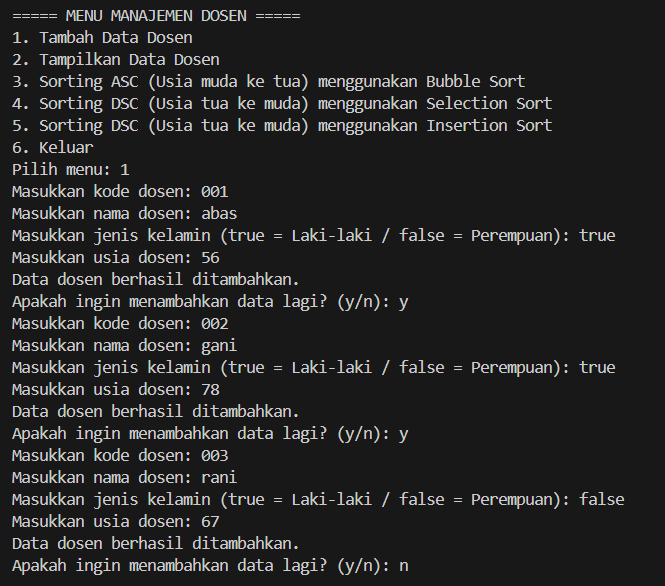 ===== MENU MANAJEMEN DOSEN =====
1. Tambah Data Dosen
2. Tampilkan Data Dosen
3. Sorting ASC (Usia muda ke tua) menggunakan Bubble Sort
4. Sorting DSC (Usia tua ke muda) menggunakan Selection Sort
5. Sorting DSC (Usia tua ke muda) menggunakan Insertion Sort
6. Keluar
Pilih menu: 1
Masukkan kode dosen: 001
Masukkan nama dosen: abas
Masukkan jenis kelamin (true = Laki-laki / false = Perempuan): true
Masukkan usia dosen: 56
Data dosen berhasil ditambahkan.
Apakah ingin menambahkan data lagi? (y/n): y
Masukkan kode dosen: 002
Masukkan nama dosen: gani
Masukkan jenis kelamin (true = Laki-laki / false = Perempuan): true
Masukkan usia dosen: 78
Data dosen berhasil ditambahkan.
Apakah ingin menambahkan data lagi? (y/n): y
Masukkan kode dosen: 003
Masukkan nama dosen: rani
Masukkan jenis kelamin (true = Laki-laki / false = Perempuan): false
Masukkan usia dosen: 67
Data dosen berhasil ditambahkan.
Apakah ingin menambahkan data lagi? (y/n): n